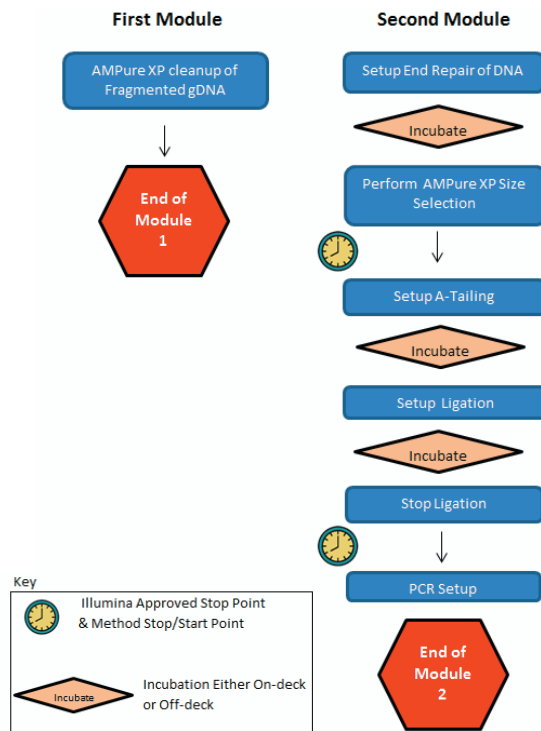 First Module
AMPure XP cleanup of
Fragmented gDNA
End of
Module
1
Second Module
Setup End Repair of DNA
Incubate
Perform AMPure XP Size
Selection
Setup A-Tailing
Incubate
Setup Ligation
Incubate
Stop Ligation
PCR Setup
End of
Module
2
Key
Illumina Approved Stop Point
& Method Stop/Start Point
Incubate
Incubation Either On-deck
or Off-deck